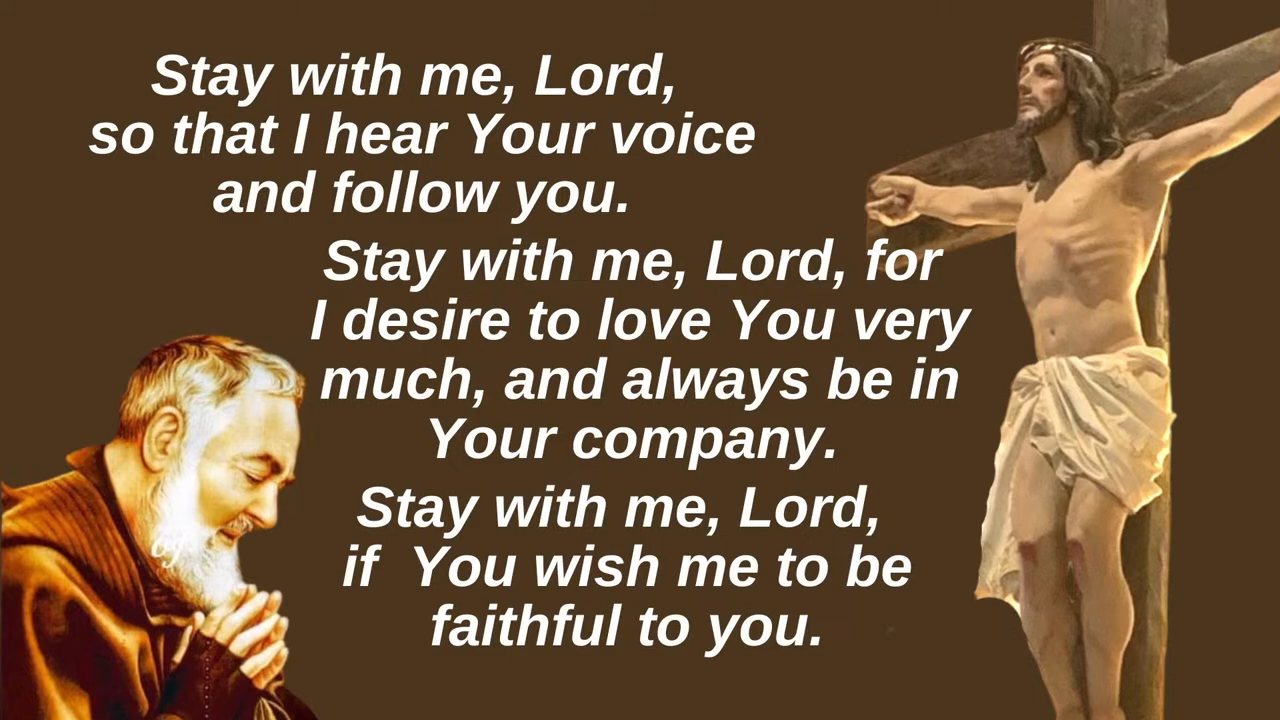 Stay with me, Lord,
so that I hear Your voice
and follow you.
Stay with me, Lord, for
I desire to love You very
much, and always be in
Your company.
Stay with me, Lord,
if  You wish me to be
faithful to you.
of